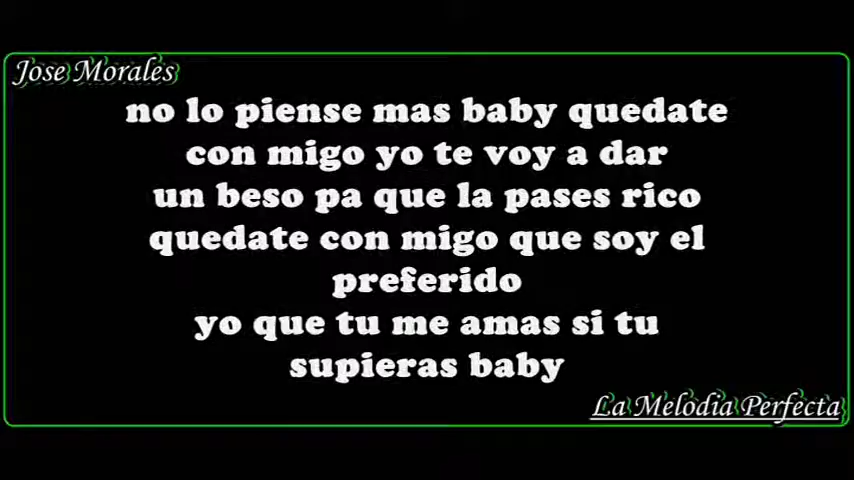 Jose Morales
no lo piense mas baby quedate
con migo yo te voy a dar
un beso pa que la pases rico
quedate con migo que soy el
preferido
yo que tu me amas si tu
supieras baby
La Melodia Perfecta